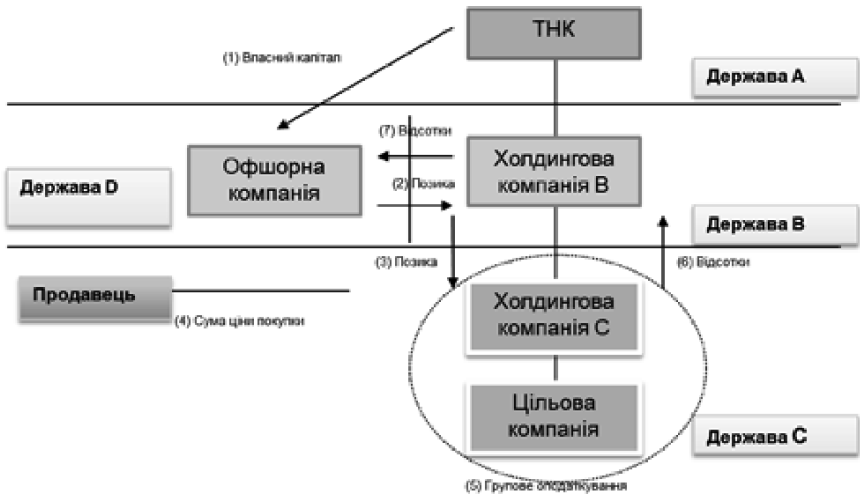 ТНК
(1) Власний капітал
Держава А
(7) Відсотки
Офшорна
компанія
Холдингова
компанія В
Держава D
(2) Позика
Держава В
(3) Позика
(6) Відсотки
Продавець
(4) Сума ціни покупки
Холдингова
компанія С
Цільова
компанія
Держава С
(5) Групове оподаткування